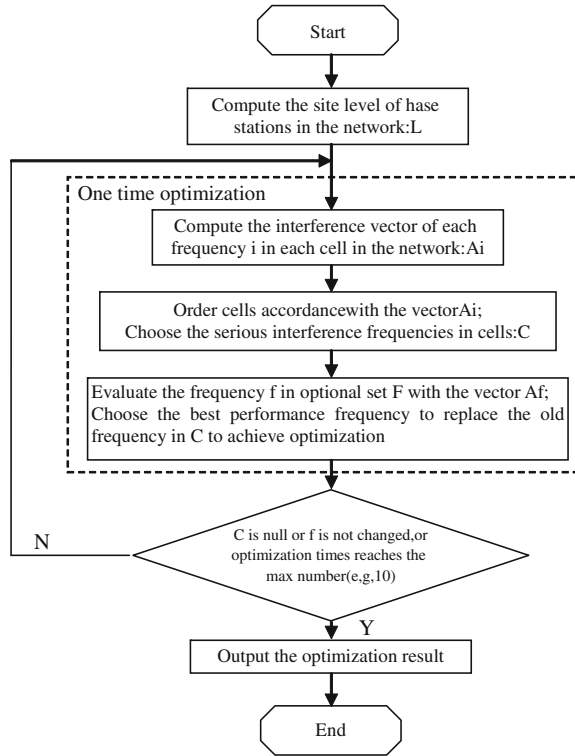 Start
Compute the site level of hase
stations in the network:L
One time optimization
Compute the interference vector of each
frequency i in each cell in the network:Ai
Order cells accordancewith the vectorAi;
Choose the serious interference frequencies in cells:C
Evaluate the frequency f in optional set F with the vector Af;
Choose the best performance frequency to replace the old
frequency in C to achieve optimization
C is null or f is not changed,or
optimization times reaches the
max number(e,g,10)
N
Y
Output the optimization result
End